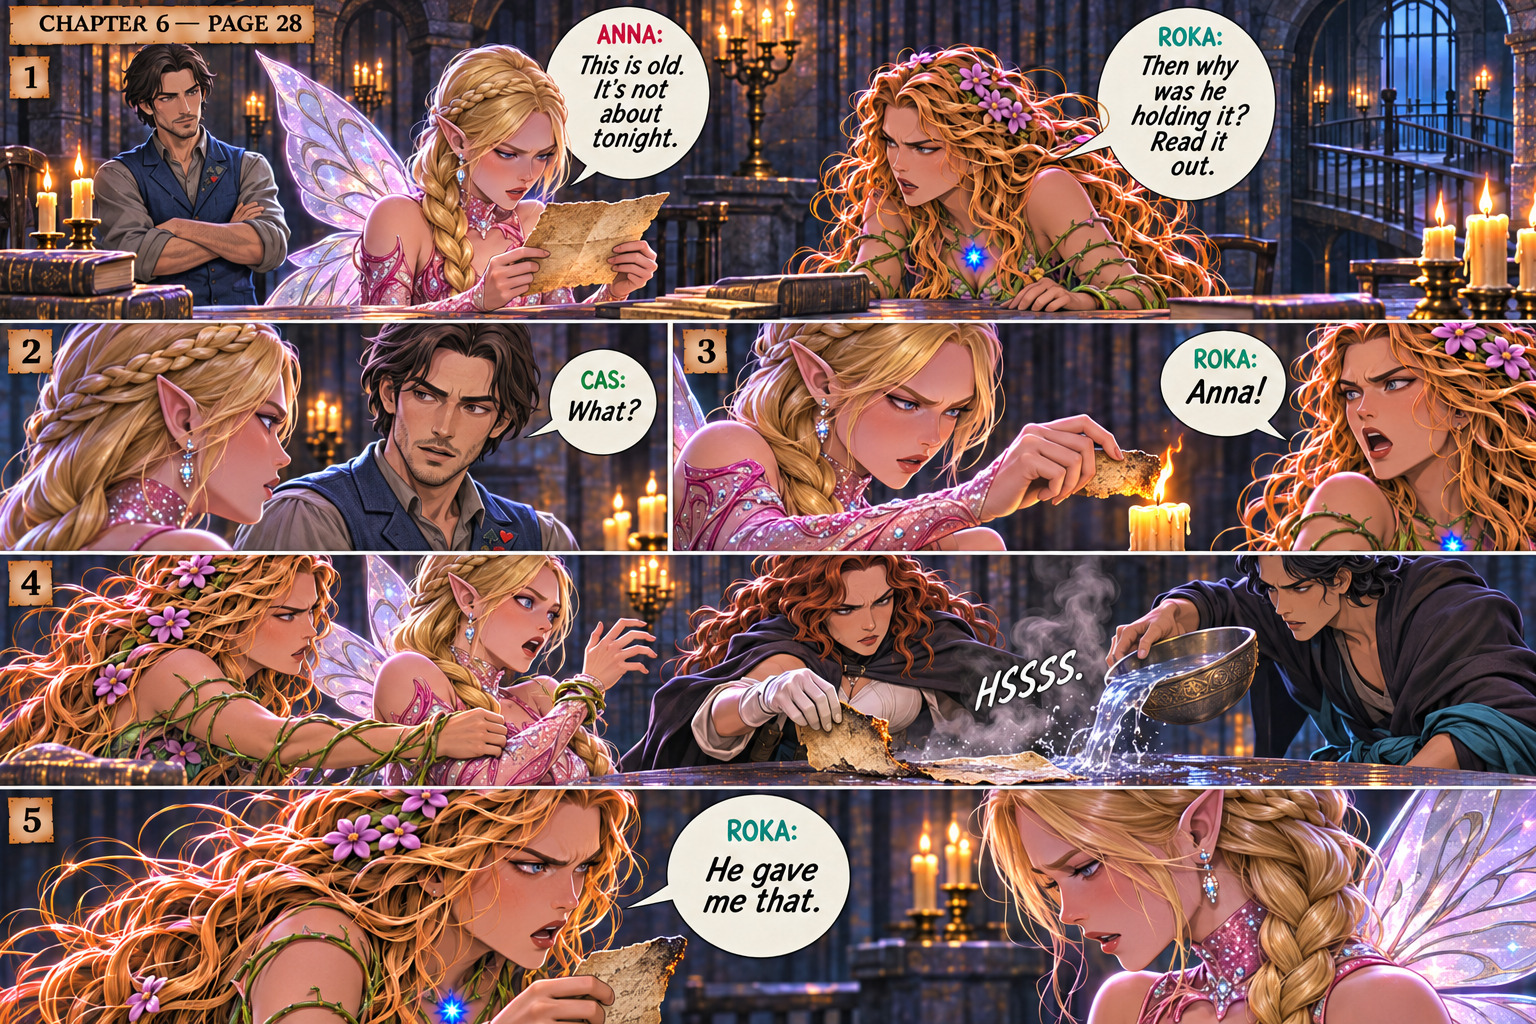 CHAPTER 6 — PAGE 28
1
ANNA:
This is old.
It's not
about
tonight.
ROKA:
Then why
was he
holding it?
Read it
out.
2
CAS:
What?
3
ROKA:
Anna!
4
HSSSS.
5
ROKA:
He gave
me that.